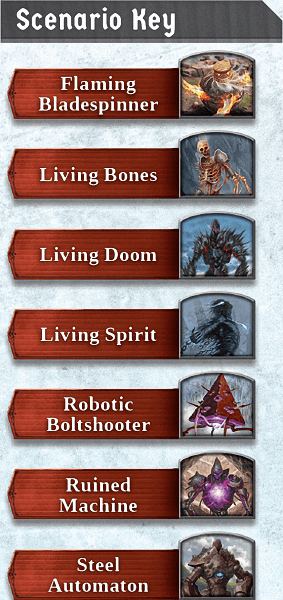 Scenario Key
Flaming
Bladespinner
Living Bones
Living Doom
Living Spirit
Robotic
Boltshooter
Ruined
Machine
Steel
Automaton